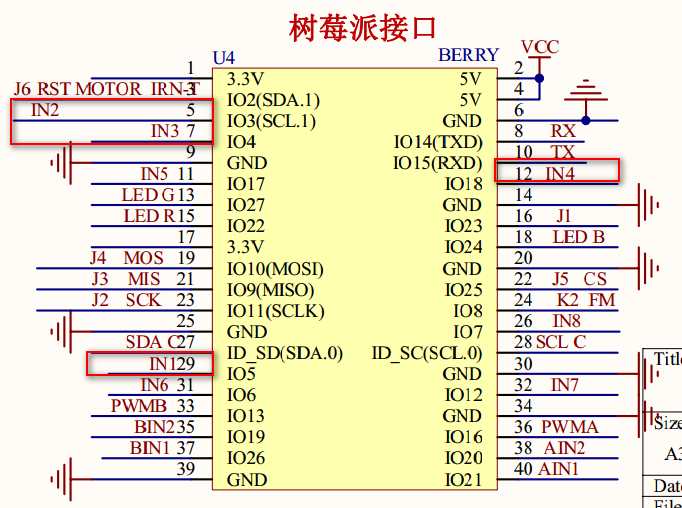 树莓派接口
U4 BERRY VCC
1 3.3V 5V 2
J6 RST MOTOR IRN-T 3 IO2(SDA.1) 5V 4
IN2 5 IO3(SCL.1) GND 6
IN3 7 IO4 IO14(TXD) 8 RX
9 GND IO15(RXD) 10 TX
IN5 11 IO17 IO18 12 IN4
LED G 13 IO27 GND 14
LED R 15 IO22 IO23 16 J1
17 3.3V IO24 18 LED B
J4 MOS 19 IO10(MOSI) GND 20
J3 MIS 21 IO9(MISO) IO25 22 J5 CS
J2 SCK 23 IO11(SCLK) IO8 24 K2 FM
25 GND IO7 26 IN8
SDA C 27 ID_SD(SDA.0) ID_SC(SCL.0) 28 SCL C
IN1 29 IO5 GND 30
IN6 31 IO6 IO12 32 IN7
PWMB 33 IO13 GND 34
BIN2 35 IO19 IO16 36 PWMA
BIN1 37 IO26 IO20 38 AIN2
39 GND IO21 40 AIN1